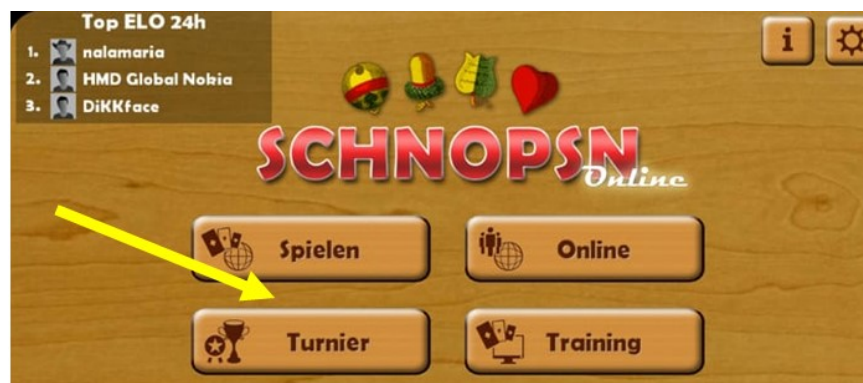 Top ELO 24h
1. nalamaria
2. HMD Global Nokia
3. DiKKface
i
SCHNOPSN
Online
Spielen
Online
Turnier
Training